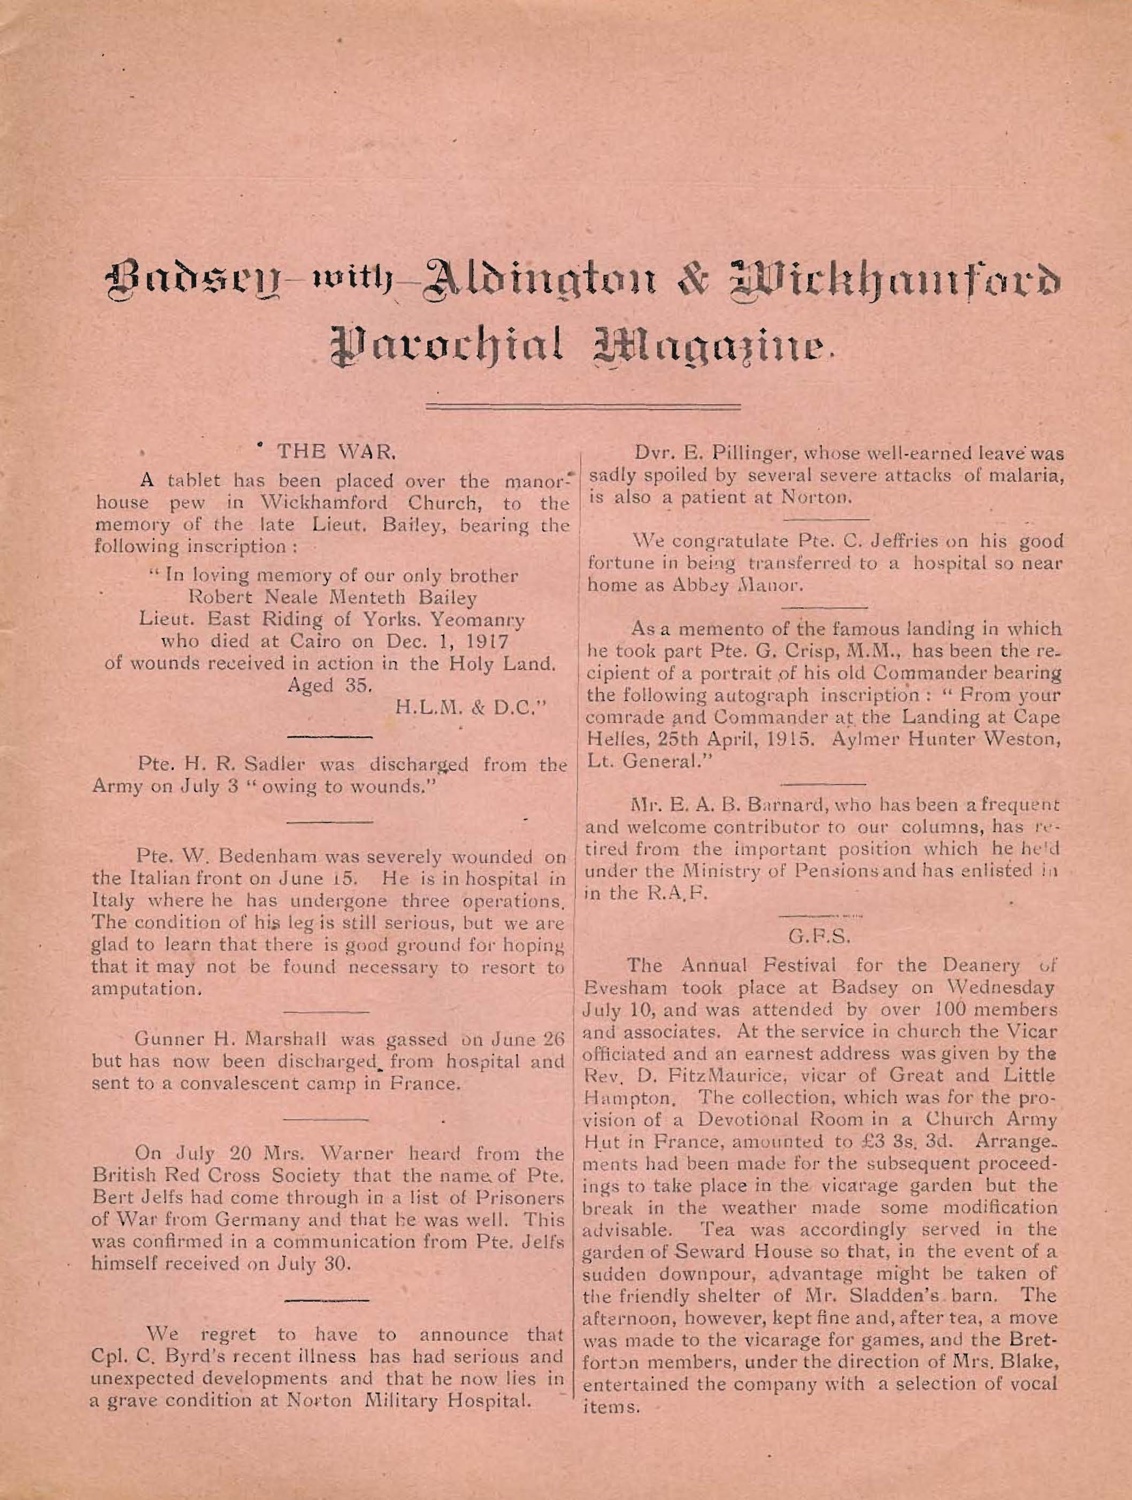 Badsey with Aldington & Wickhamford
Parochial Magazine.
THE WAR.
A tablet has been placed over the manor-
house pew in Wickhamford Church, to the
memory of the late Lieut. Bailey, bearing the
following inscription :
“ In loving memory of our only brother
Robert Neale Menteth Bailey
Lieut. East Riding of Yorks. Yeomanry
who died at Cairo on Dec. 1, 1917
of wounds received in action in the Holy Land.
Aged 35.
H.L.M. & D.C.”
Pte. H. R. Sadler was discharged from the
Army on July 3 “ owing to wounds.”
Pte. W. Bedenham was severely wounded on
the Italian front on June 15. He is in hospital in
Italy where he has undergone three operations.
The condition of his leg is still serious, but we are
glad to learn that there is good ground for hoping
that it may not be found necessary to resort to
amputation.
Gunner H. Marshall was gassed on June 26
but has now been discharged from hospital and
sent to a convalescent camp in France.
On July 20 Mrs. Warner heard from the
British Red Cross Society that the name of Pte.
Bert Jelfs had come through in a list of Prisoners
of War from Germany and that he was well. This
was confirmed in a communication from Pte. Jelfs
himself received on July 30.
We regret to have to announce that
Cpl. C. Byrd's recent illness has had serious and
unexpected developments and that he now lies in
a grave condition at Norton Military Hospital.
Dvr. E. Pillinger, whose well-earned leave was
sadly spoiled by several severe attacks of malaria,
is also a patient at Norton.
We congratulate Pte. C. Jeffries on his good
fortune in being transferred to a hospital so near
home as Abbey Manor.
As a memento of the famous landing in which
he took part Pte. G. Crisp, M.M., has been the re-
cipient of a portrait of his old Commander bearing
the following autograph inscription : “ From your
comrade and Commander at the Landing at Cape
Helles, 25th April, 1915. Aylmer Hunter Weston,
Lt. General.”
Mr. E. A. B. Barnard, who has been a frequent
and welcome contributor to our columns, has re-
tired from the important position which he held
under the Ministry of Pensions and has enlisted in
in the R.A.F.
G.F.S.
The Annual Festival for the Deanery of
Evesham took place at Badsey on Wednesday
July 10, and was attended by over 100 members
and associates. At the service in church the Vicar
officiated and an earnest address was given by the
Rev. D. FitzMaurice, vicar of Great and Little
Hampton. The collection, which was for the pro-
vision of a Devotional Room in a Church Army
Hut in France, amounted to £3 3s. 3d. Arrange-
ments had been made for the subsequent proceed-
ings to take place in the vicarage garden but the
break in the weather made some modification
advisable. Tea was accordingly served in the
garden of Seward House so that, in the event of a
sudden downpour, advantage might be taken of
the friendly shelter of Mr. Sladden's barn. The
afternoon, however, kept fine and, after tea, a move
was made to the vicarage for games, and the Bret-
forton members, under the direction of Mrs. Blake,
entertained the company with a selection of vocal
items.